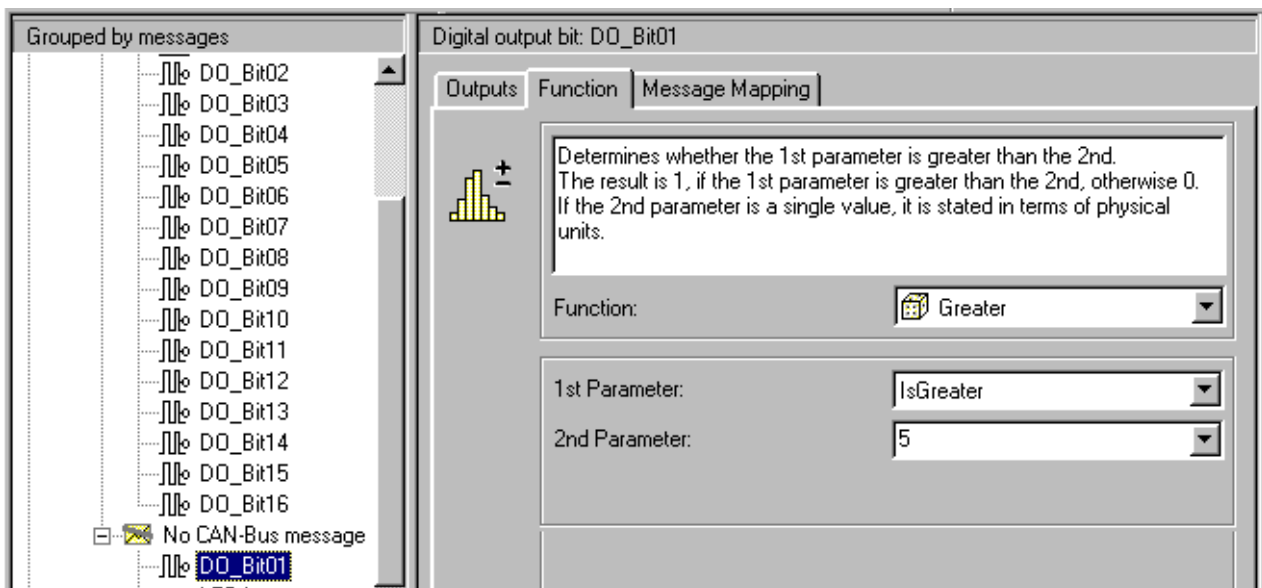 Grouped by messages
DO_Bit02
DO_Bit03
DO_Bit04
DO_Bit05
DO_Bit06
DO_Bit07
DO_Bit08
DO_Bit09
DO_Bit10
DO_Bit11
DO_Bit12
DO_Bit13
DO_Bit14
DO_Bit15
DO_Bit16
No CAN-Bus message
DO_Bit01
Digital output bit: DO_Bit01
Outputs Function Message Mapping
Determines whether the 1st parameter is greater than the 2nd.
The result is 1, if the 1st parameter is greater than the 2nd, otherwise 0.
If the 2nd parameter is a single value, it is stated in terms of physical
units.
Function: Greater
1st Parameter: IsGreater
2nd Parameter: 5